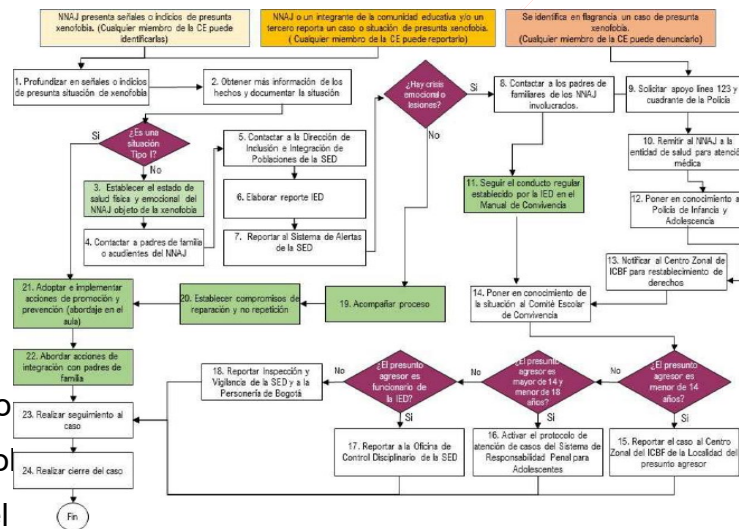 NNAJ presenta señales o indicios de presunta
xenofobia. (Cualquier miembro de la CE puede
identificarlas)
NNAJ o un integrante de la comunidad educativa y/o un
tercero reporta un caso o situación de presunta xenofobia.
( Cualquier miembro de la CE puede reportarlo)
Se identifica en flagrancia un caso de presunta
xenofobia.
(Cualquier miembro de la CE puede denunciarlo)
1. Profundizar en señales o indicios
de presunta situación de xenofobia
2. Obtener más información de los
hechos y documentar la situación
¿Hay crisis
emocional o
lesiones?
Si
No
8. Contactar a los padres de
familiares de los NNAJ
involucrados.
9. Solicitar apoyo línea 123 y
cuadrante de la Policía
¿Es una
situación
Tipo I?
Si
No
5. Contactar a la Dirección de
Inclusión e Integración de
Poblaciones de la SED
10. Remitir al NNAJ a la
entidad de salud para atención
médica
3. Establecer el estado de
salud física y emocional del
NNAJ objeto de la xenofobia
6. Elaborar reporte IED
11. Seguir el conducto regular
establecido por la IED en el
Manual de Convivencia
12. Poner en conocimiento a
Policía de Infancia y
Adolescencia
4. Contactar a padres de familia
o acudientes del NNAJ
7. Reportar al Sistema de Alertas
de la SED
13. Notificar al Centro Zonal de
ICBF para restablecimiento de
derechos
21. Adoptar e implementar
acciones de promoción y
prevención (abordaje en el
aula)
20. Establecer compromisos de
reparación y no repetición
19. Acompañar proceso
14. Poner en conocimiento de
la situación al Comité Escolar
de Convivencia
22. Abordar acciones de
integración con padres de
familia
18. Reportar Inspección y
Vigilancia de la SED y a la
Personería de Bogotá
No
¿El presunto
agresor es
funcionario de
la IED?
Si
No
¿El presunto
agresor es
mayor de 14 y
menor de 18
años?
Si
No
¿El presunto
agresor es
menor de 14
años?
Si
23. Realizar seguimiento al
caso
17. Reportar a la Oficina de
Control Disciplinario de la SED
16. Activar el protocolo de
atención de casos del Sistema de
Responsabilidad Penal para
Adolescentes
15. Reportar el caso al Centro
Zonal del ICBF de la Localidad del
presunto agresor
24. Realizar cierre del caso
Fin
o
ol
el